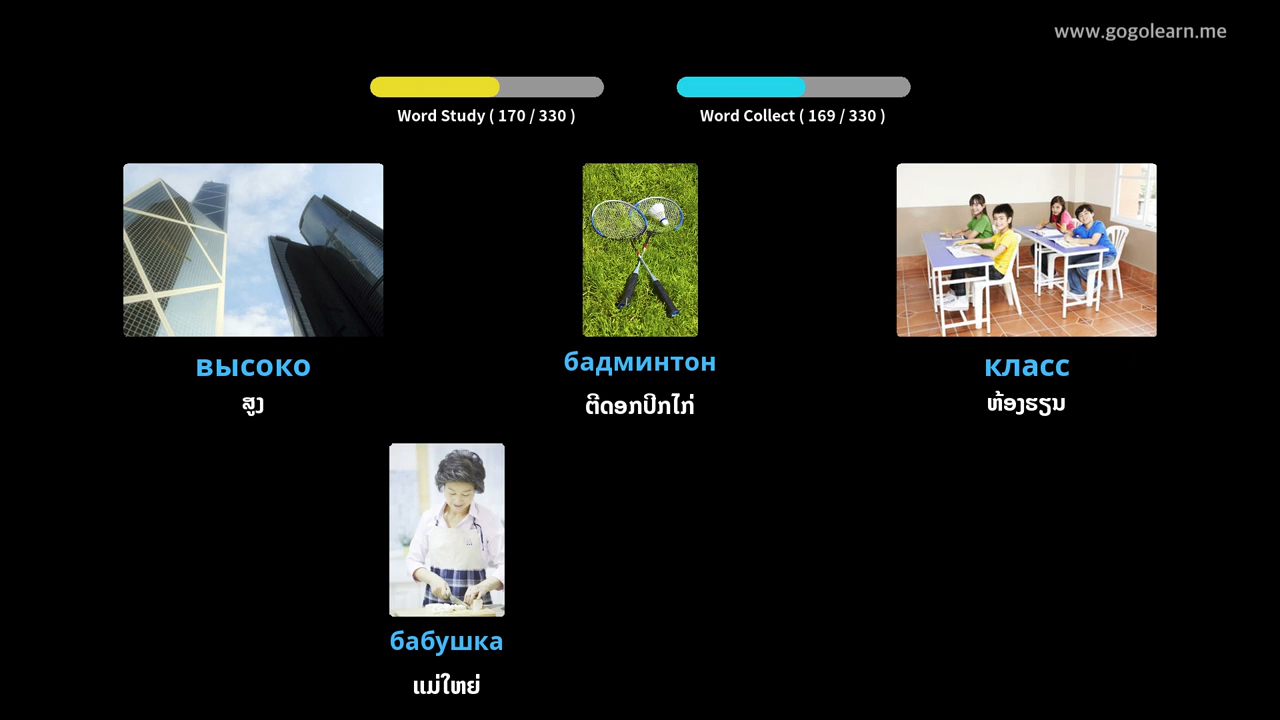 www.gogolearn.me
Word Study ( 170 / 330 )
Word Collect ( 169 / 330 )
высоко
ສູງ
бадминтон
ຕີດອກປີກໄກ່
класс
ຫ້ອງຮຽນ
бабушка
ແມ່ໃຫຍ່